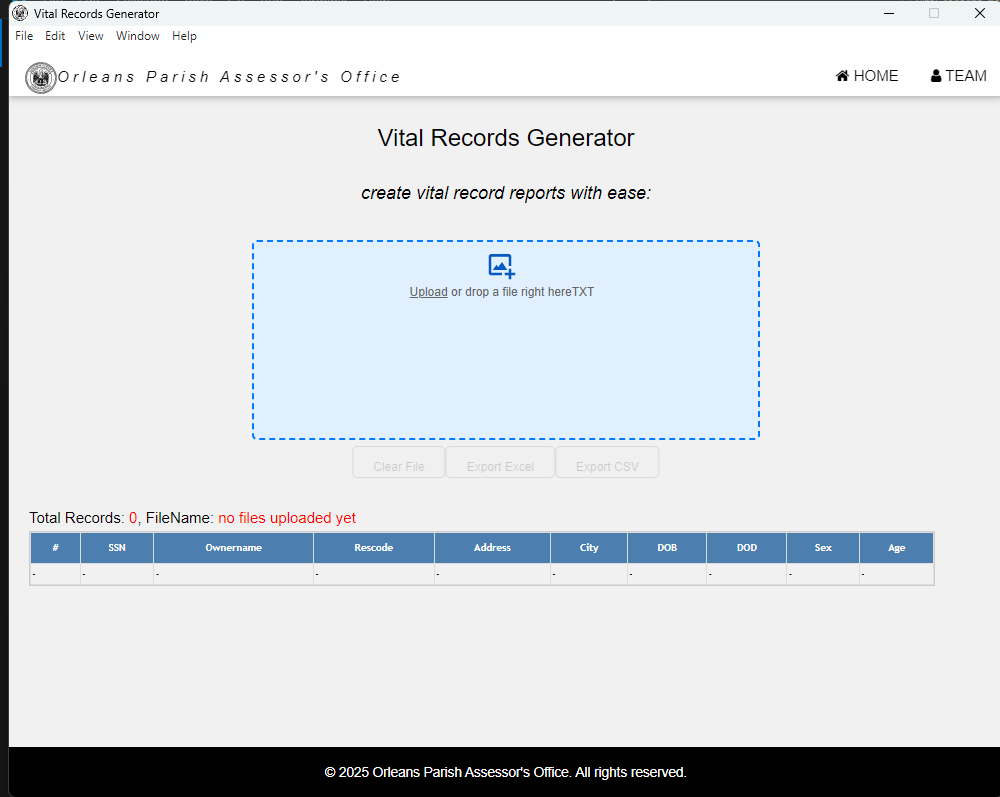 Vital Records Generator
File Edit View Window Help
Orleans Parish Assessor's Office
HOME TEAM
Vital Records Generator
create vital record reports with ease:
Upload or drop a file right hereTXT
Clear File Export Excel Export CSV
Total Records: 0, FileName: no files uploaded yet
# SSN Ownername Rescode Address City DOB DOD Sex Age
- - - - - - - - - -
© 2025 Orleans Parish Assessor's Office. All rights reserved.